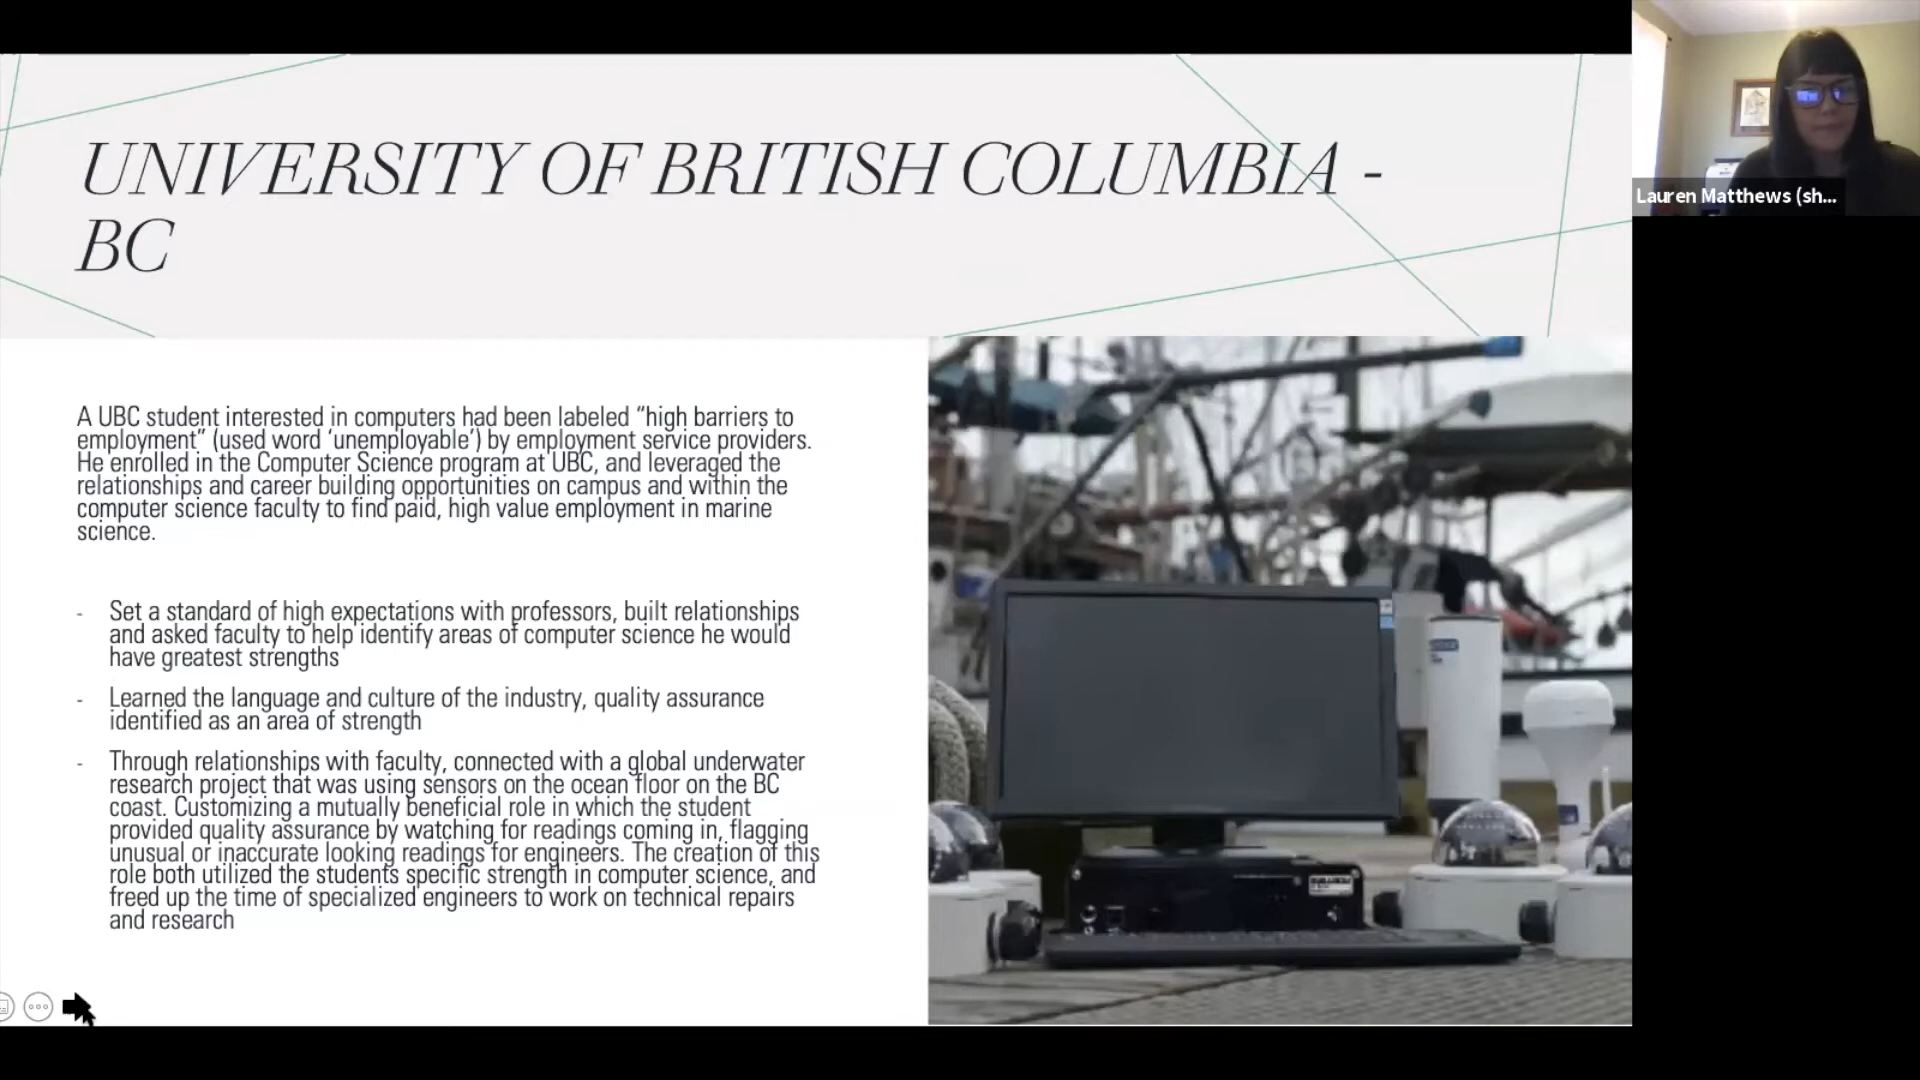 UNIVERSITY OF BRITISH COLUMBIA -
BC
Lauren Matthews (sh...
A UBC student interested in computers had been labeled “high barriers to
employment” (used word ‘unemployable’) by employment service providers.
He enrolled in the Computer Science program at UBC, and leveraged the
relationships and career building opportunities on campus and within the
computer science faculty to find paid, high value employment in marine
science.
- Set a standard of high expectations with professors, built relationships
and asked faculty to help identify areas of computer science he would
have greatest strengths
- Learned the language and culture of the industry, quality assurance
identified as an area of strength
- Through relationships with faculty, connected with a global underwater
research project that was using sensors on the ocean floor on the BC
coast. Customizing a mutually beneficial role in which the student
provided quality assurance by watching for readings coming in, flagging
unusual or inaccurate looking readings for engineers. The creation of this
role both utilized the students specific strength in computer science, and
freed up the time of specialized engineers to work on technical repairs
and research